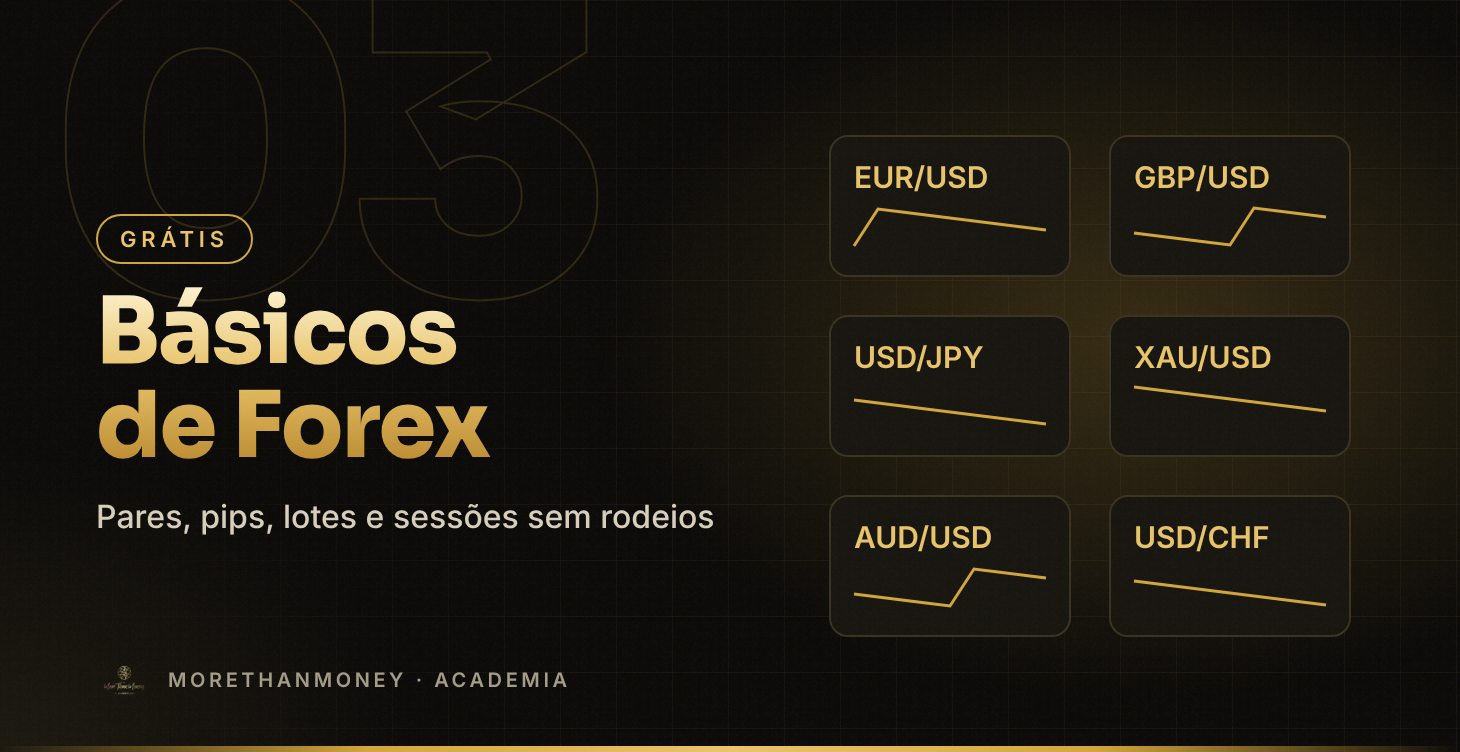 03
GRÁTIS
Básicos
de Forex
Pares, pips, lotes e sessões sem rodeios
MORETHANMONEY · ACADEMIA
EUR/USD
GBP/USD
USD/JPY
XAU/USD
AUD/USD
USD/CHF